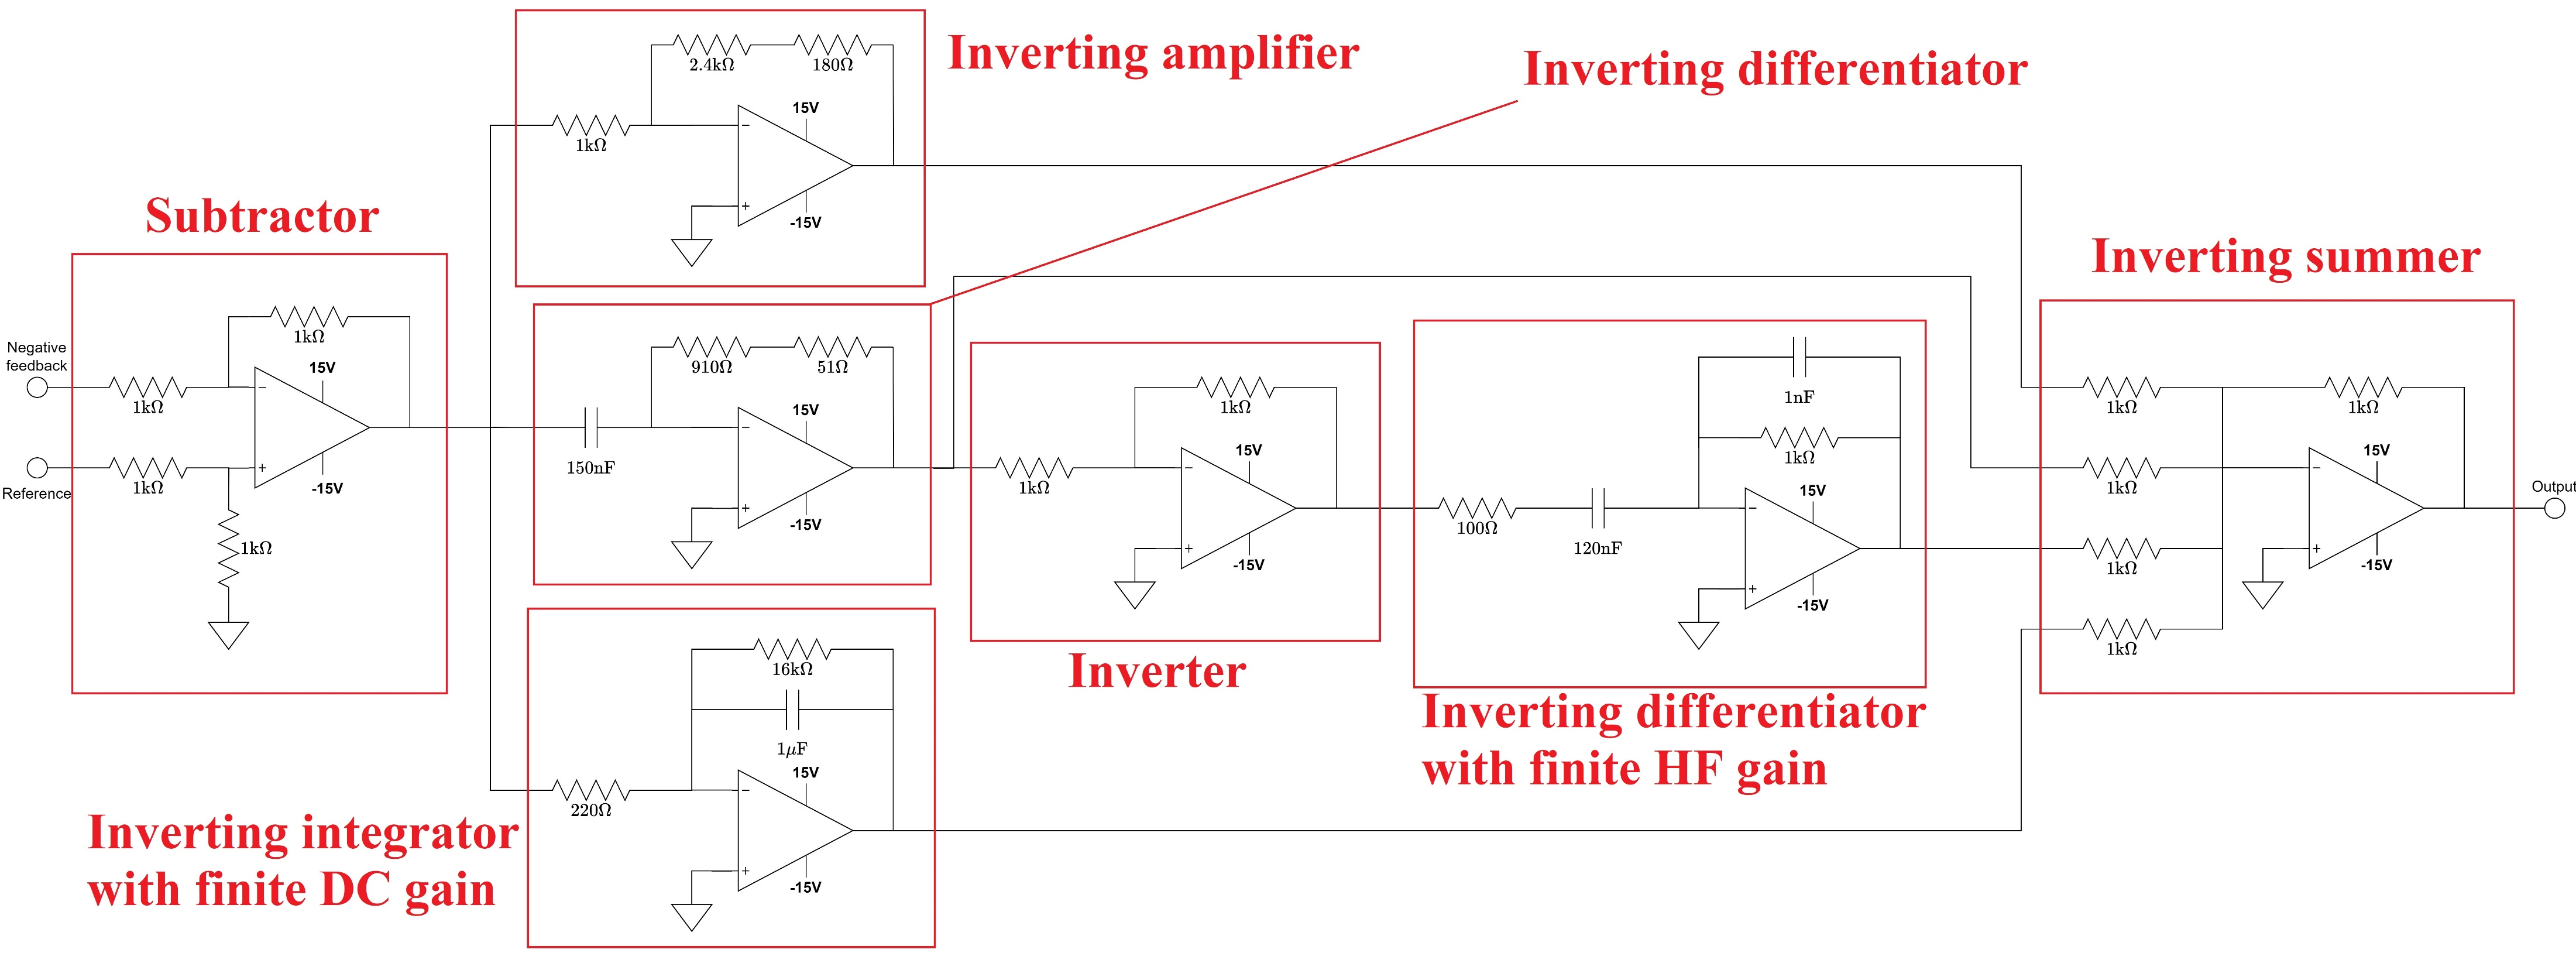 Inverting amplifier
Inverting differentiator
2.4kΩ
180Ω
1kΩ
15V
-15V
−
+
Subtractor
Negative
feedback
Reference
1kΩ
1kΩ
1kΩ
1kΩ
15V
-15V
−
+
910Ω
51Ω
150nF
15V
-15V
−
+
Inverter
1kΩ
1kΩ
15V
-15V
−
+
1nF
1kΩ
100Ω
120nF
15V
-15V
−
+
Inverting differentiator
with finite HF gain
Inverting summer
1kΩ
1kΩ
1kΩ
1kΩ
1kΩ
15V
-15V
−
+
Output
Inverting integrator
with finite DC gain
16kΩ
1μF
220Ω
15V
-15V
−
+